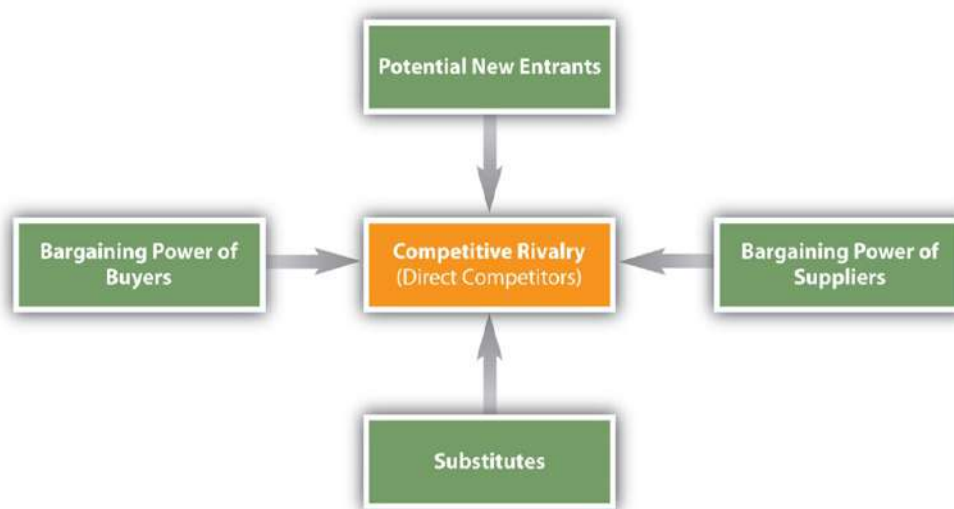 Potential New Entrants
Bargaining Power of
Buyers
Competitive Rivalry
(Direct Competitors)
Bargaining Power of
Suppliers
Substitutes